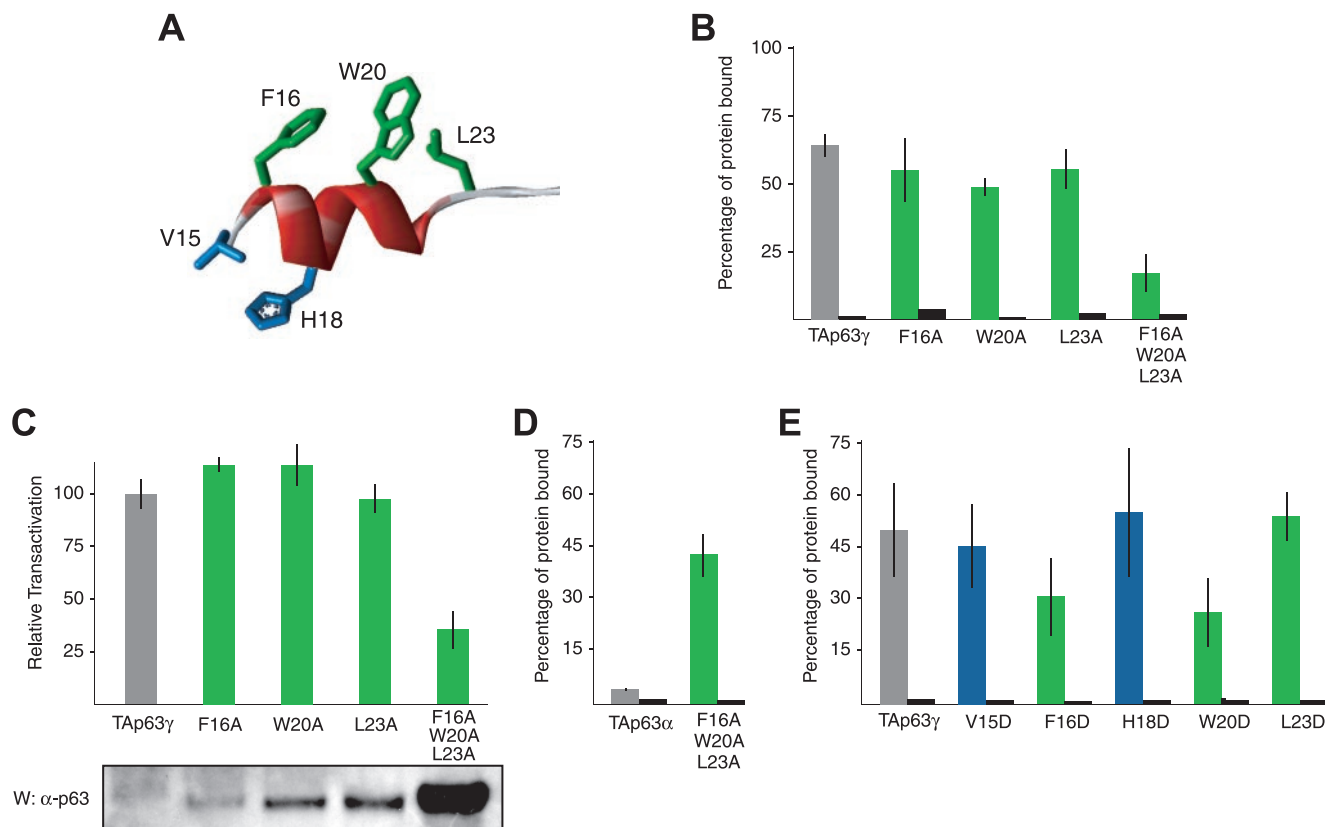 A
F16
W20
L23
V15
H18
B
Percentage of protein bound
100
75
50
25
TAp63γ
F16A
W20A
L23A
F16A
W20A
L23A
C
Relative Transactivation
100
75
50
25
TAp63γ
F16A
W20A
L23A
F16A
W20A
L23A
W: α-p63
D
Percentage of protein bound
75
60
45
30
15
TAp63α
F16A
W20A
L23A
E
Percentage of protein bound
75
60
45
30
15
TAp63γ
V15D
F16D
H18D
W20D
L23D